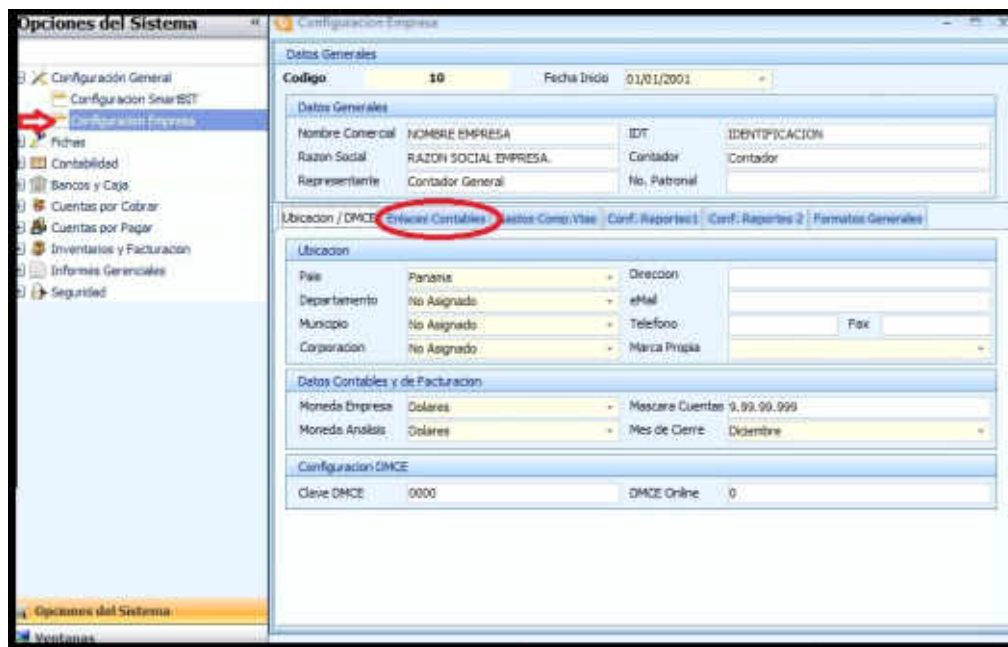 Opciones del Sistema «
Configuracion Empresa
Configuración General
Configuracion SmartBIT
Configuracion Empresa
Fichas
Contabilidad
Bancos y Caja
Cuentas por Cobrar
Cuentas por Pagar
Inventarios y Facturacion
Informes Gerenciales
Seguridad
Opciones del Sistema
Ventanas
Datos Generales
Codigo 10 Fecha Inicio 01/01/2001
Datos Generales
Nombre Comercial NOMBRE EMPRESA IDT IDENTIFICACION
Razon Social RAZON SOCIAL EMPRESA. Contador Contador
Representante Contador General No. Patronal
Ubicacion / DMCE Enlaces Contables Comp.Vtas Conf. Reportes1 Conf. Reportes 2 Formatos Generales
Ubicacion
Pais Panama Direccion
Departamento No Asignado eMail
Municipio No Asignado Telefono Fax
Corporacion No Asignado Marca Propia
Datos Contables y de Facturacion
Moneda Empresa Dolares Mascara Cuentas 9.99.99.999
Moneda Analisis Dolares Mes de Cierre Diciembre
Configuracion DMCE
Clave DMCE 0000 DMCE Online 0